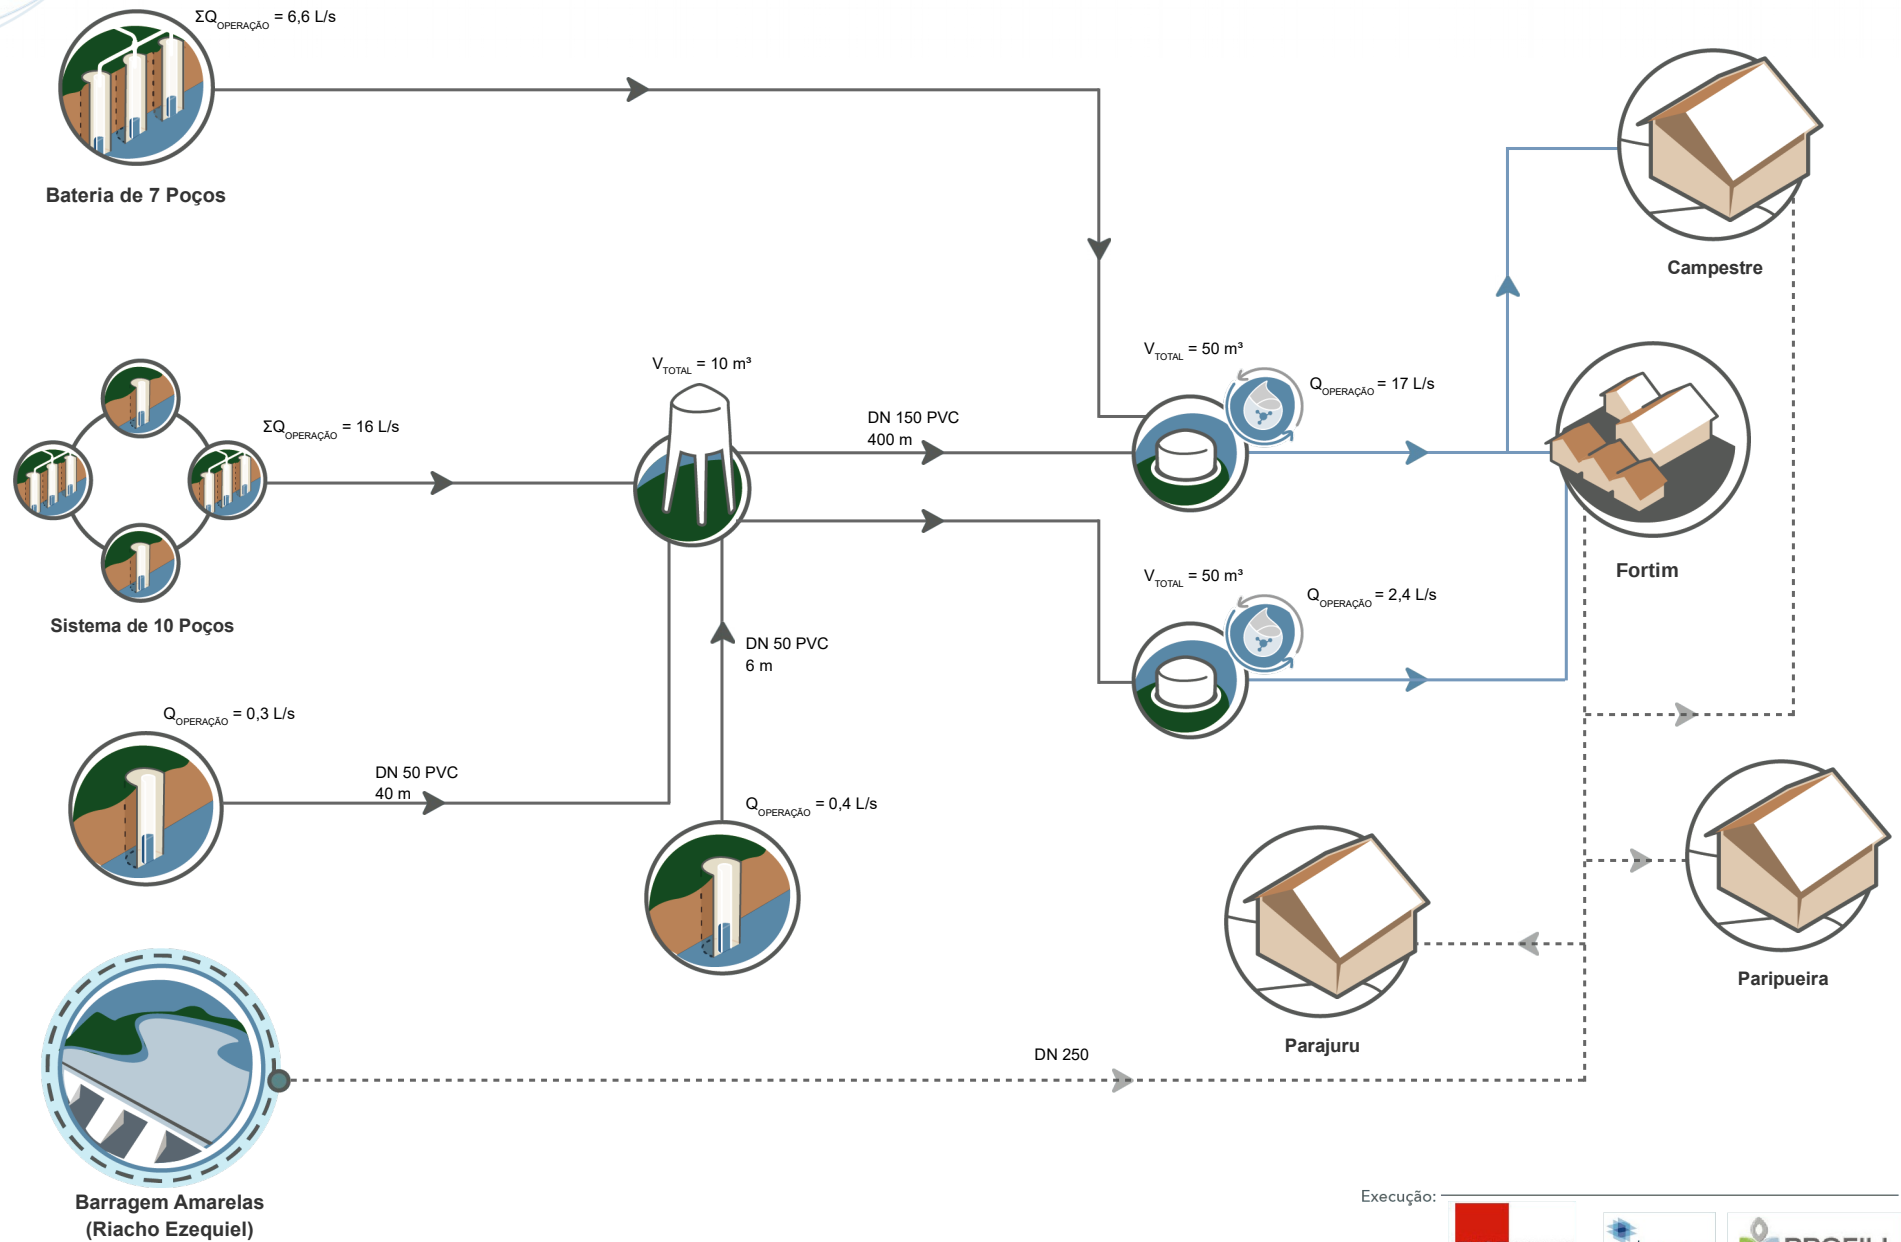 ΣQOPERAÇÃO = 6,6 L/s
Bateria de 7 Poços
Campestre
VTOTAL = 50 m³
VTOTAL = 10 m³
QOPERAÇÃO = 17 L/s
DN 150 PVC
400 m
ΣQOPERAÇÃO = 16 L/s
Fortim
VTOTAL = 50 m³
QOPERAÇÃO = 2,4 L/s
Sistema de 10 Poços
DN 50 PVC
6 m
QOPERAÇÃO = 0,3 L/s
DN 50 PVC
40 m
QOPERAÇÃO = 0,4 L/s
Paripueira
Parajuru
DN 250
Barragem Amarelas
(Riacho Ezequiel)
Execução: